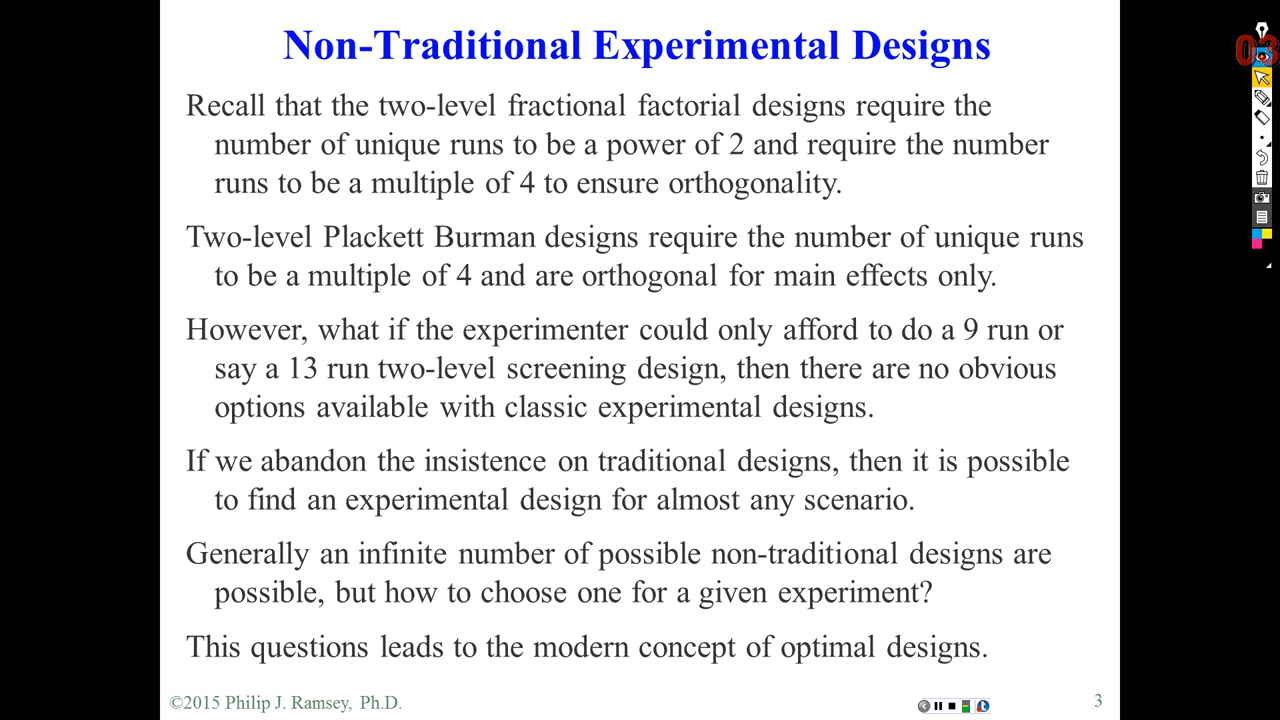 Non-Traditional Experimental Designs
Recall that the two-level fractional factorial designs require the
number of unique runs to be a power of 2 and require the number
runs to be a multiple of 4 to ensure orthogonality.
Two-level Plackett Burman designs require the number of unique runs
to be a multiple of 4 and are orthogonal for main effects only.
However, what if the experimenter could only afford to do a 9 run or
say a 13 run two-level screening design, then there are no obvious
options available with classic experimental designs.
If we abandon the insistence on traditional designs, then it is possible
to find an experimental design for almost any scenario.
Generally an infinite number of possible non-traditional designs are
possible, but how to choose one for a given experiment?
This questions leads to the modern concept of optimal designs.
©2015 Philip J. Ramsey, Ph.D.
3